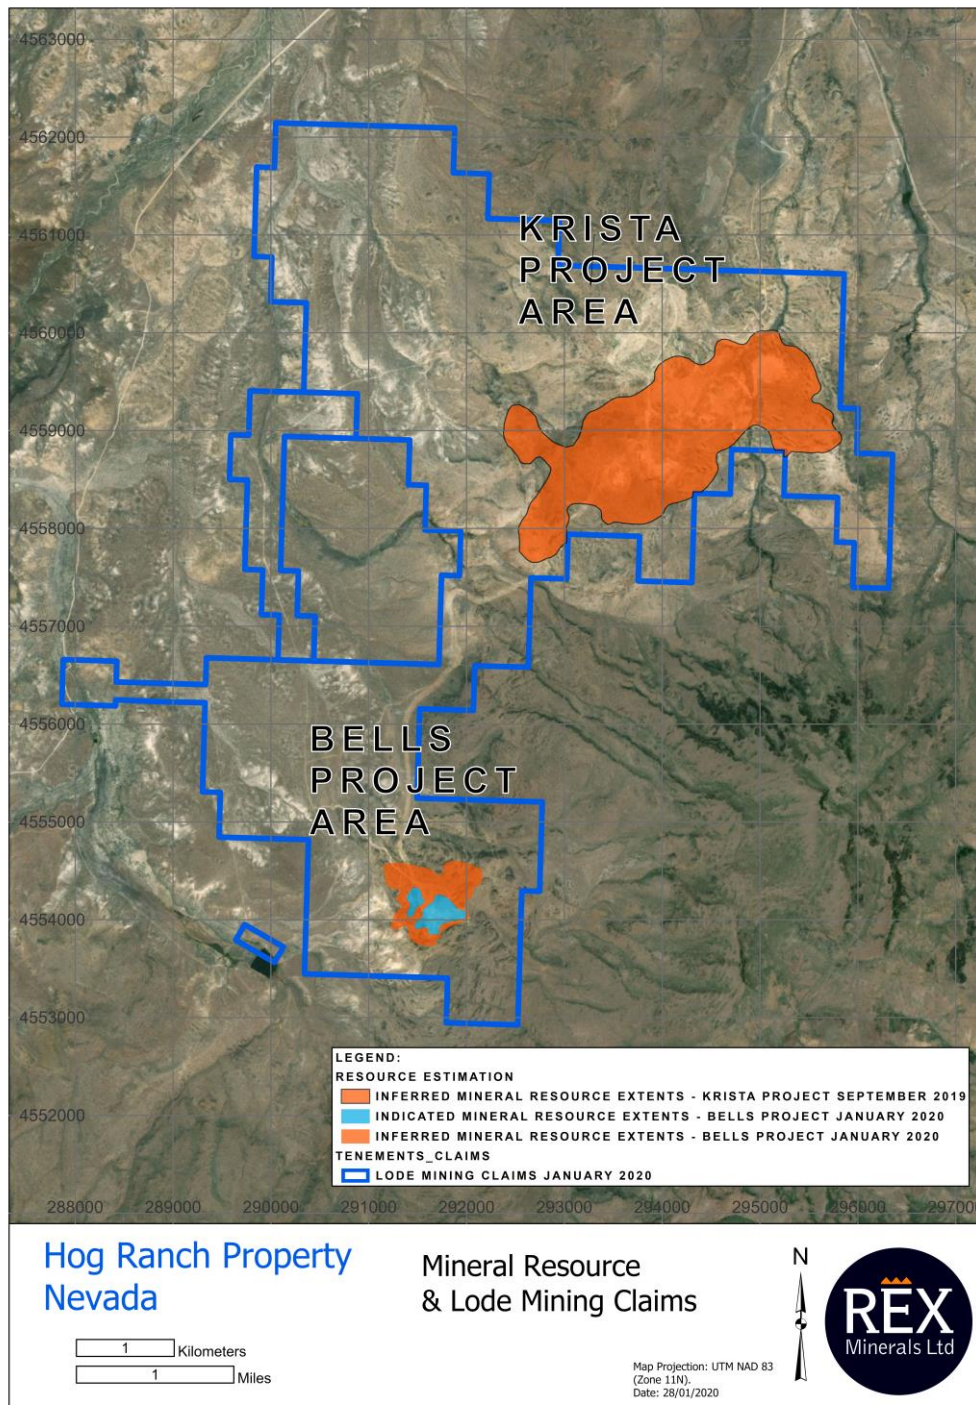 4563000
4562000
4561000
4560000
4559000
4558000
4557000
4556000
4555000
4554000
4553000
4552000
KRISTA
PROJECT
AREA
BELLS
PROJECT
AREA
LEGEND:
RESOURCE ESTIMATION
INFERRED MINERAL RESOURCE EXTENTS - KRISTA PROJECT SEPTEMBER 2019
INDICATED MINERAL RESOURCE EXTENTS - BELLS PROJECT JANUARY 2020
INFERRED MINERAL RESOURCE EXTENTS - BELLS PROJECT JANUARY 2020
TENEMENTS_CLAIMS
LODE MINING CLAIMS JANUARY 2020
288000 289000 290000 291000 292000 293000 294000 295000 296000 29700
Hog Ranch Property
Nevada
1 Kilometers
1 Miles
Mineral Resource
& Lode Mining Claims
Map Projection: UTM NAD 83
(Zone 11N).
Date: 28/01/2020
N
REX
Minerals Ltd